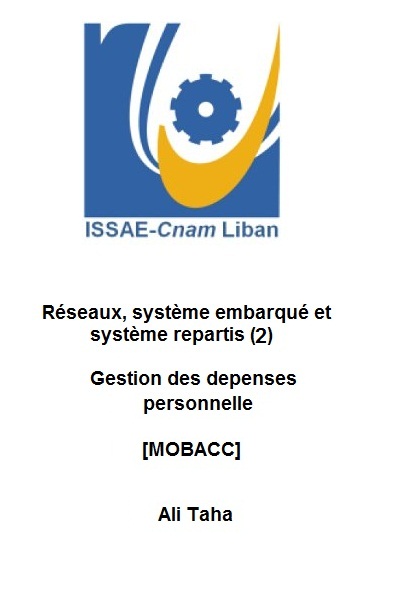 ISSAE-Cnam Liban
Réseaux, système embarqué et
système repartis (2)
Gestion des depenses
personnelle
[MOBACC]
Ali Taha